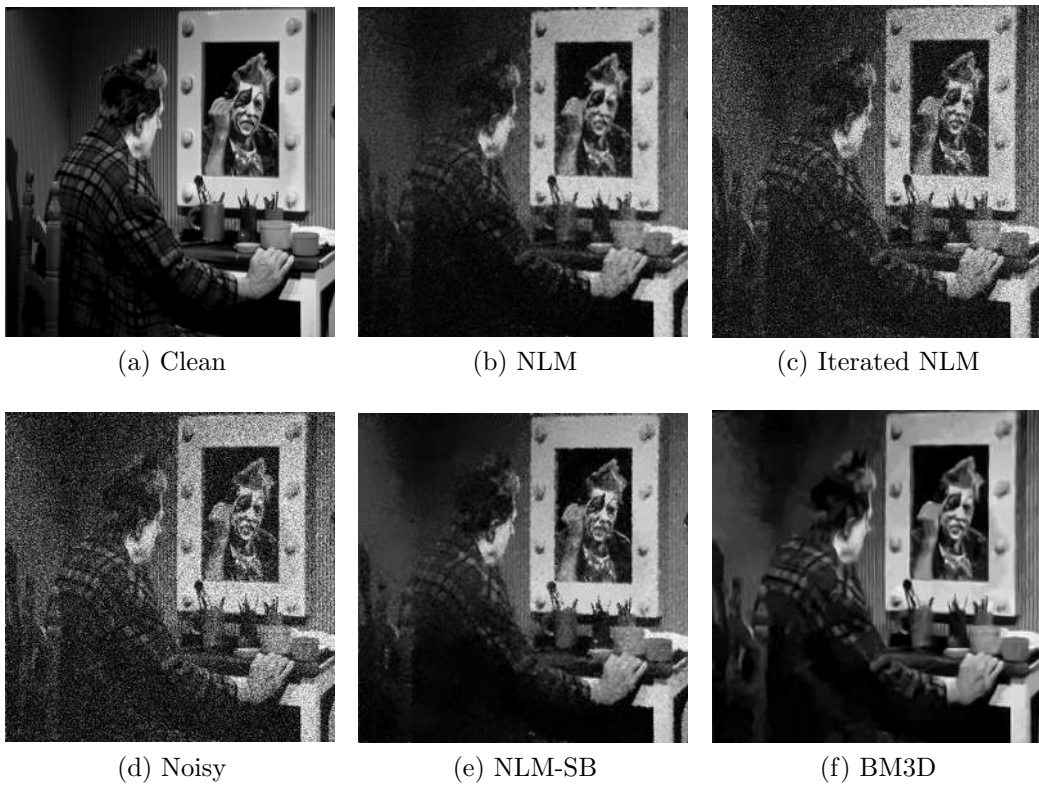 (a) Clean
(b) NLM
(c) Iterated NLM
(d) Noisy
(e) NLM-SB
(f) BM3D